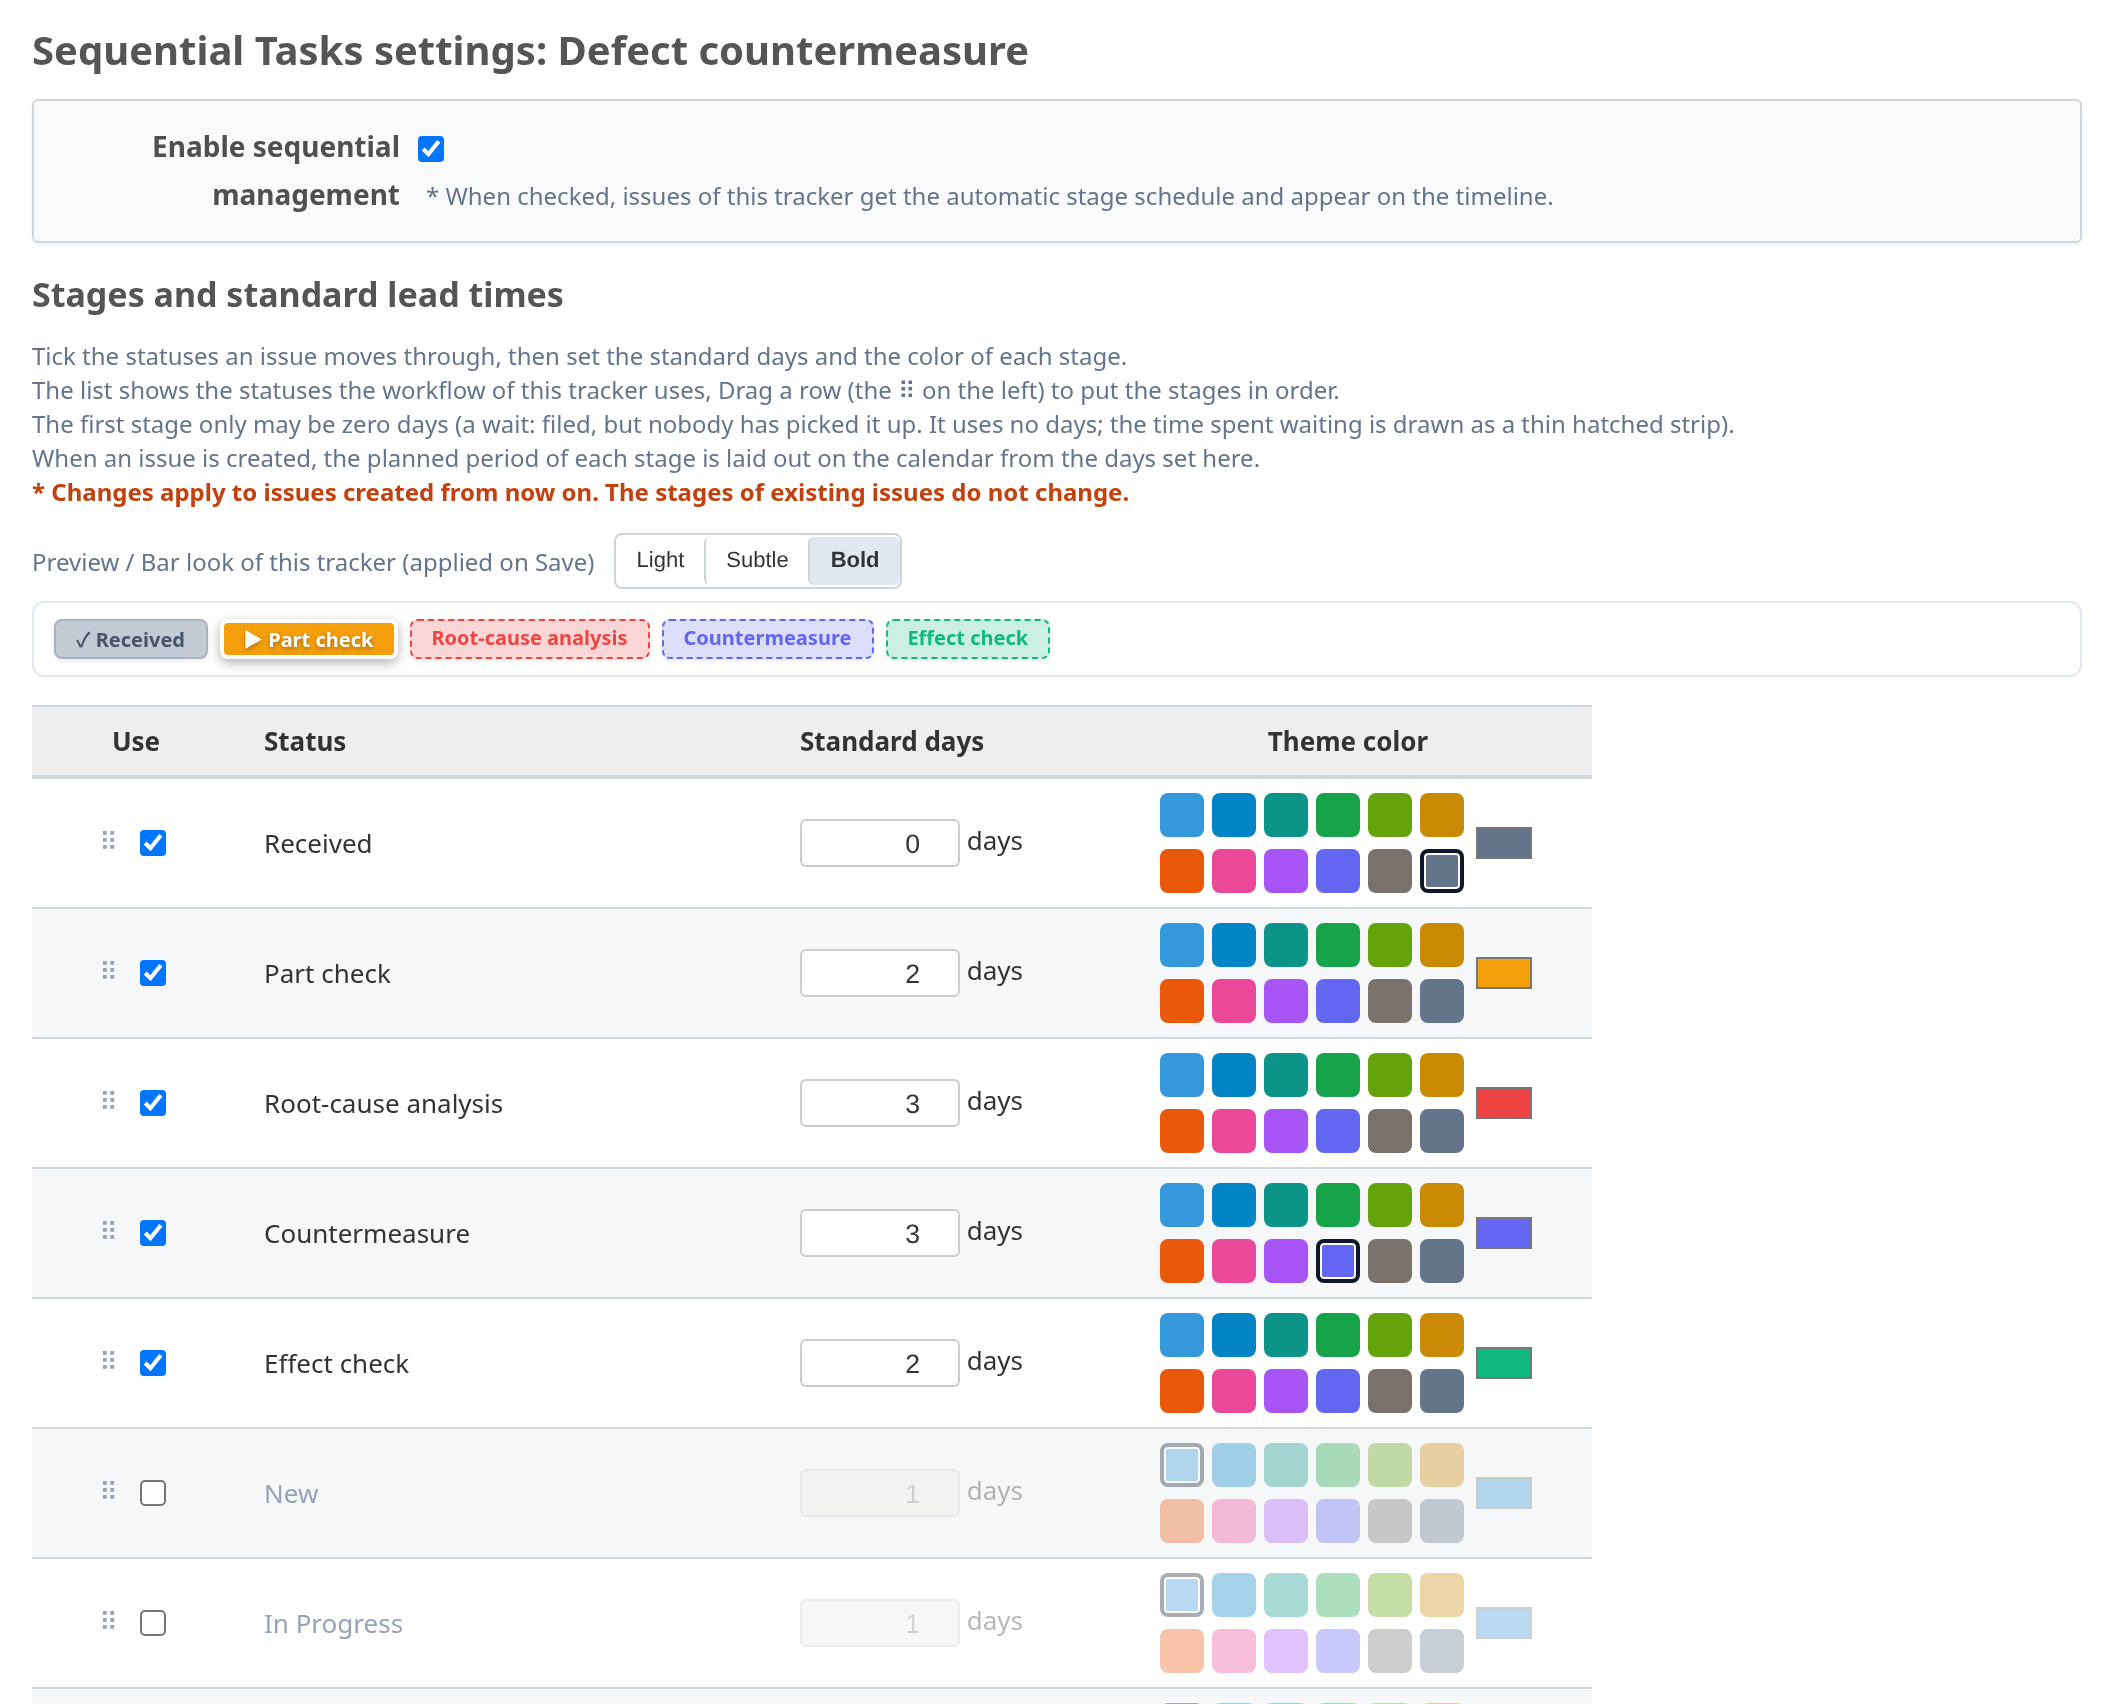 Sequential Tasks settings: Defect countermeasure
Enable sequential
management
* When checked, issues of this tracker get the automatic stage schedule and appear on the timeline.
Stages and standard lead times
Tick the statuses an issue moves through, then set the standard days and the color of each stage.
The list shows the statuses the workflow of this tracker uses, Drag a row (the ⠿ on the left) to put the stages in order.
The first stage only may be zero days (a wait: filed, but nobody has picked it up. It uses no days; the time spent waiting is drawn as a thin hatched strip).
When an issue is created, the planned period of each stage is laid out on the calendar from the days set here.
* Changes apply to issues created from now on. The stages of existing issues do not change.
Preview / Bar look of this tracker (applied on Save) Light Subtle Bold
✓ Received ▶ Part check Root-cause analysis Countermeasure Effect check
Use Status Standard days Theme color
Received 0 days
Part check 2 days
Root-cause analysis 3 days
Countermeasure 3 days
Effect check 2 days
New 1 days
In Progress 1 days